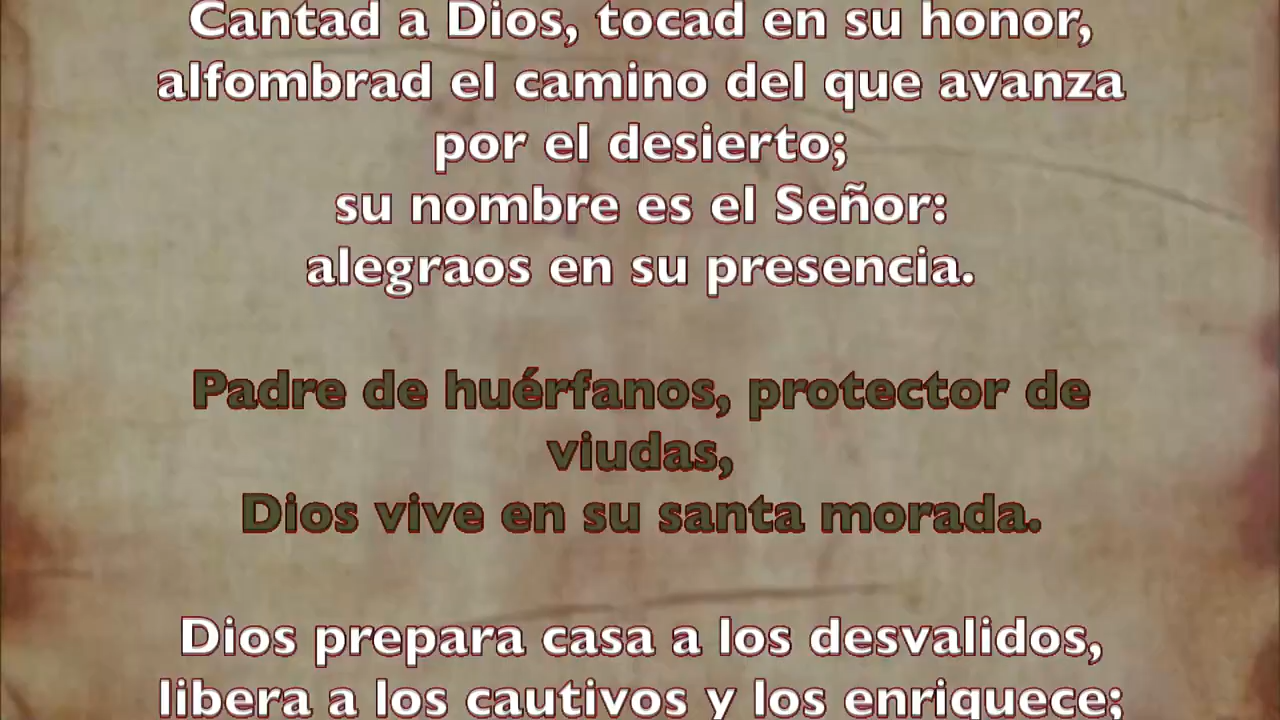 Cantad a Dios, tocad en su honor,
alfombrad el camino del que avanza
por el desierto;
su nombre es el Señor:
alegraos en su presencia.
Padre de huérfanos, protector de
viudas,
Dios vive en su santa morada.
Dios prepara casa a los desvalidos,
libera a los cautivos y los enriquece;